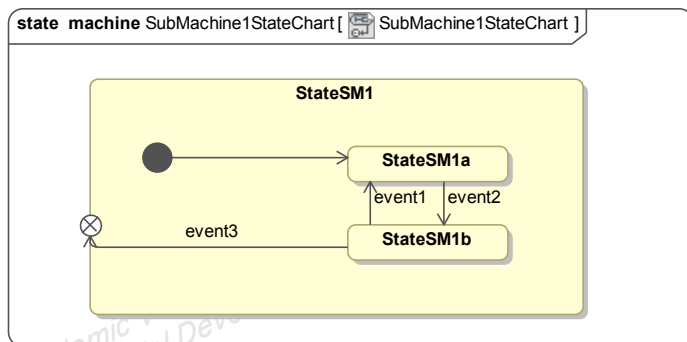 state machine SubMachine1StateChart [ SubMachine1StateChart ]
StateSM1
StateSM1a
event1 event2
event3
StateSM1b